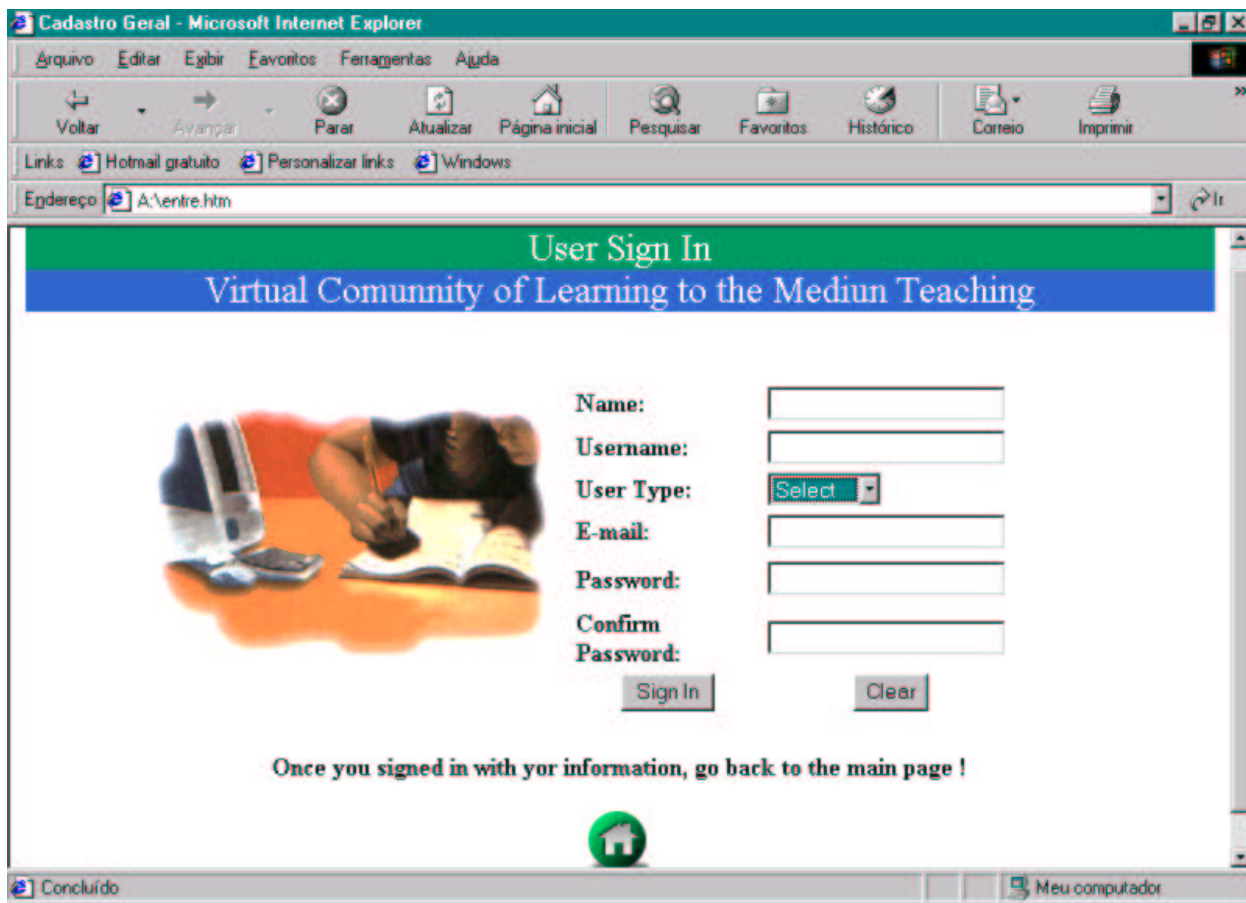 Cadastro Geral - Microsoft Internet Explorer
Arquivo Editar Exibir Favoritos Ferramentas Ajuda
Voltar Avançar Parar Atualizar Página inicial Pesquisar Favoritos Histórico Correio Imprimir »
Links Hotmail gratuito Personalizar links Windows
Endereço A:\entre.htm Ir
User Sign In
Virtual Comunnity of Learning to the Mediun Teaching
Name:
Username:
User Type: Select
E-mail:
Password:
Confirm
Password:
Sign In Clear
Once you signed in with yor information, go back to the main page !
Concluído Meu computador